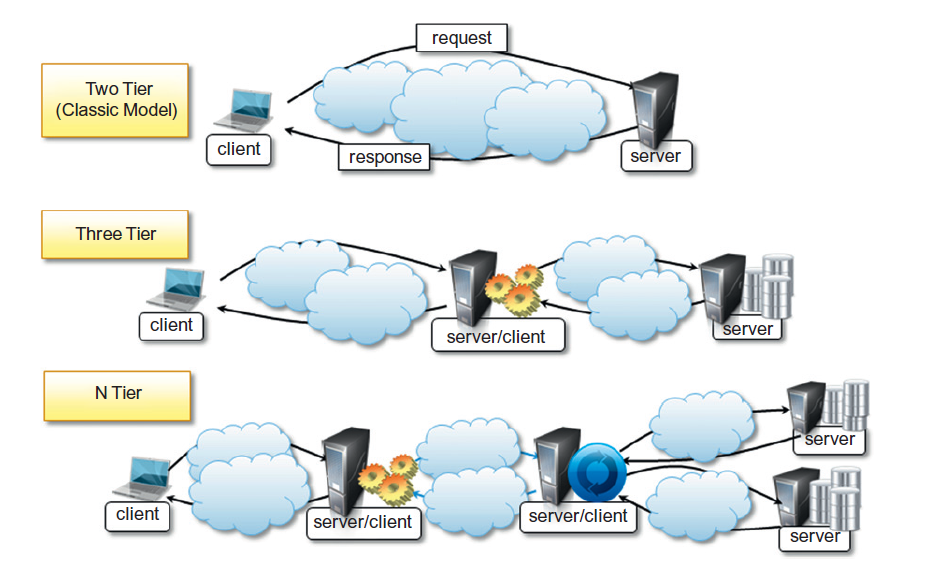 request
Two Tier
(Classic Model)
client
response
server
Three Tier
client
server/client
server
N Tier
server
client
server/client
server/client
server